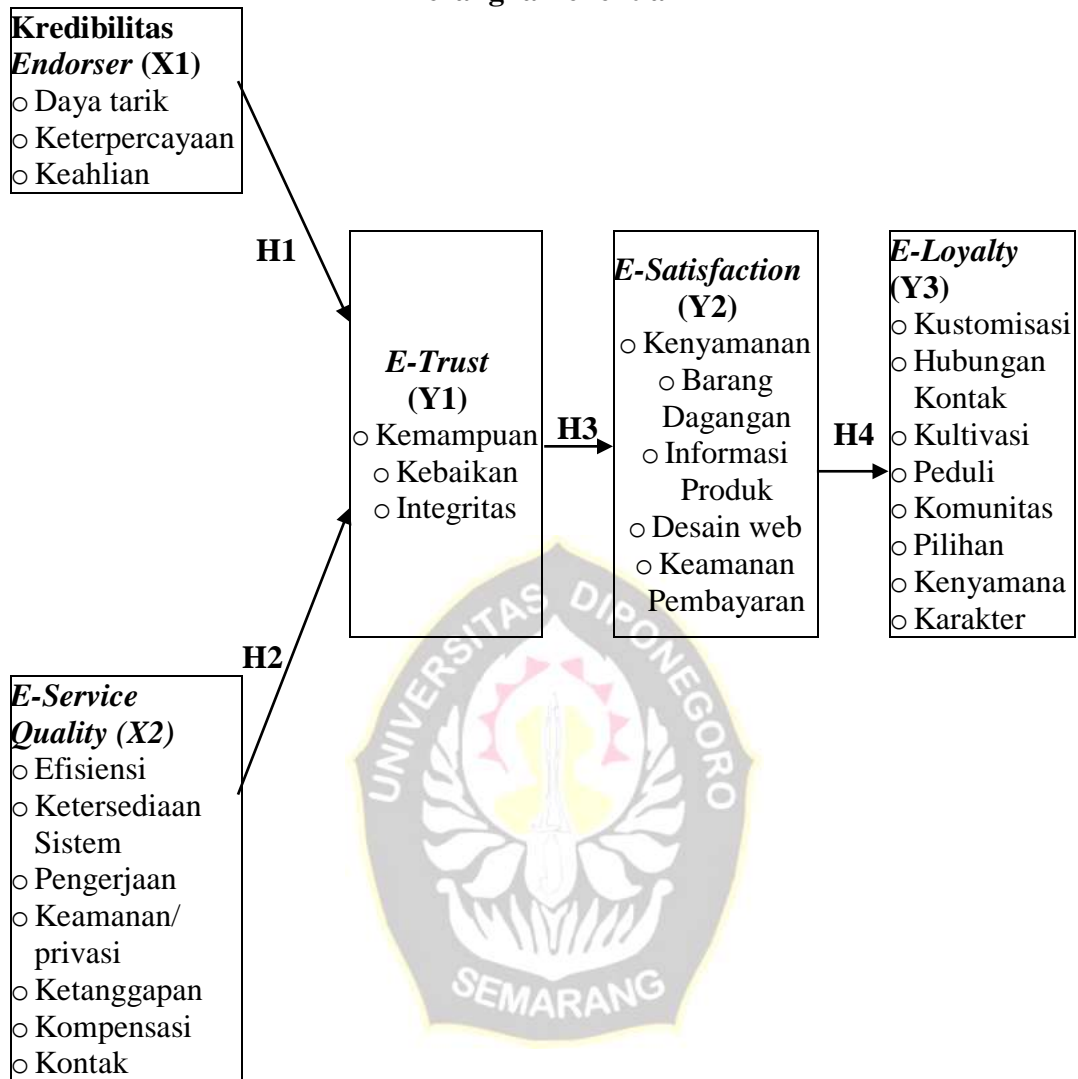 Kredibilitas
Endorser (X1)
○ Daya tarik
○ Keterpercayaan
○ Keahlian
H1
E-Trust
(Y1)
○ Kemampuan
○ Kebaikan
○ Integritas
H3
E-Satisfaction
(Y2)
○ Kenyamanan
○ Barang
Dagangan
○ Informasi
Produk
○ Desain web
○ Keamanan
Pembayaran
H4
E-Loyalty
(Y3)
○ Kustomisasi
○ Hubungan
Kontak
○ Kultivasi
○ Peduli
○ Komunitas
○ Pilihan
○ Kenyamana
○ Karakter
H2
E-Service
Quality (X2)
○ Efisiensi
○ Ketersediaan
Sistem
○ Pengerjaan
○ Keamanan/
privasi
○ Ketanggapan
○ Kompensasi
○ Kontak
UNIVERSITAS DIPONEGORO
SEMARANG